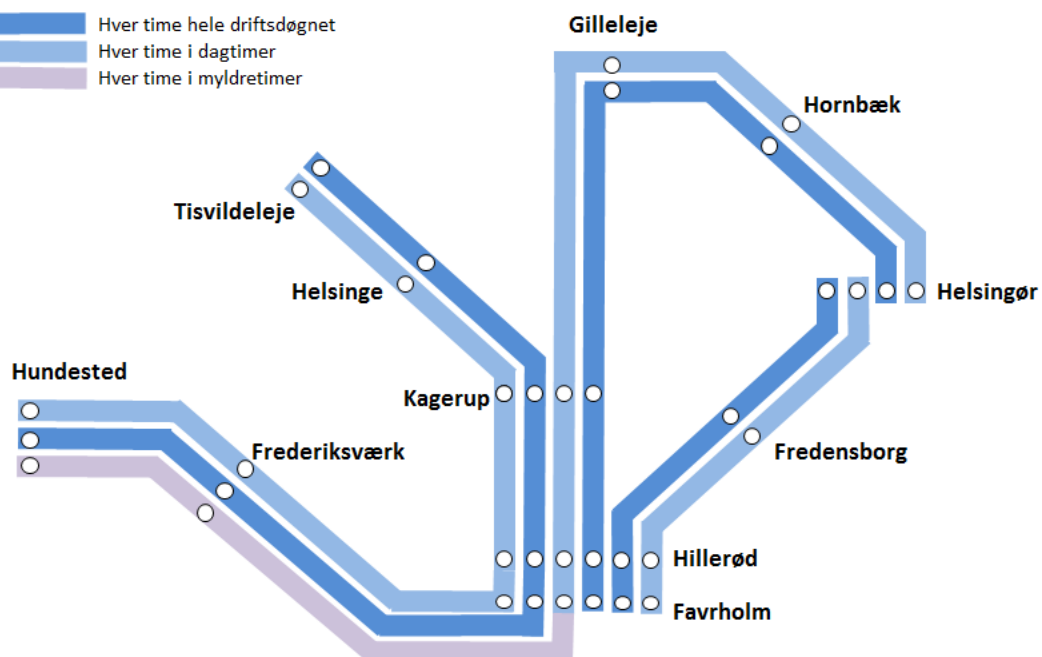 Hver time hele driftsdøgnet
Hver time i dagtimer
Hver time i myldretimer
Gilleleje
Hornbæk
Tisvildeleje
Helsinge
Helsingør
Hundested
Kagerup
Frederiksværk
Fredensborg
Hillerød
Favrholm